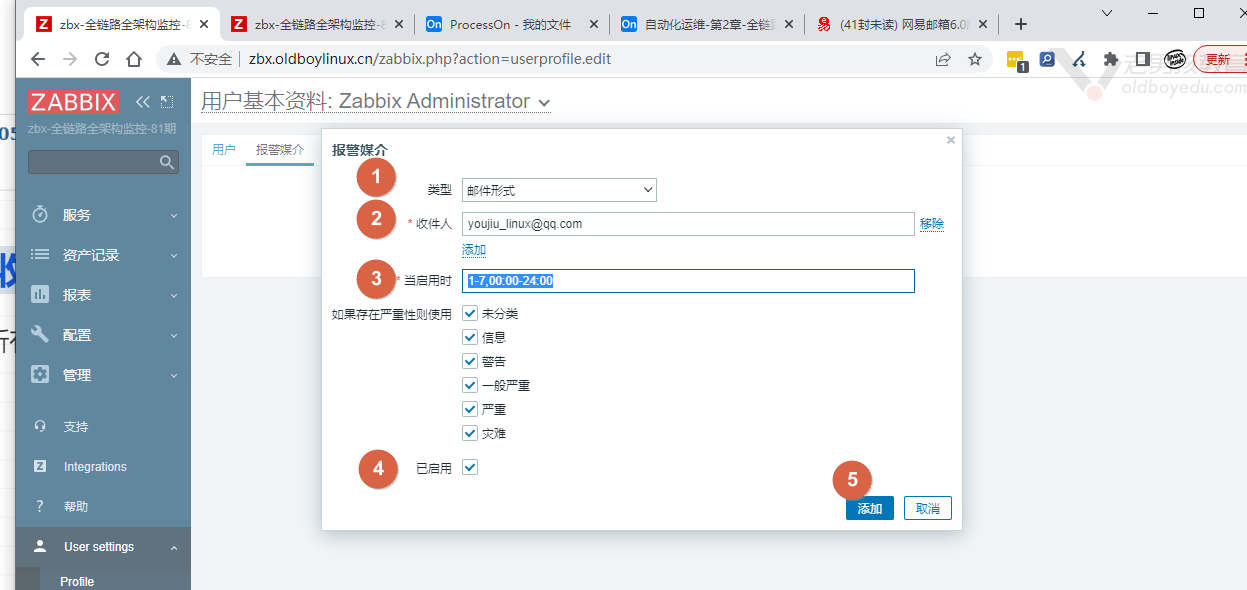 zbx-全链路全架构监控-8
zbx-全链路全架构监控-8
ProcessOn - 我的文件
自动化运维-第2章-全链
(41封未读) 网易邮箱6.0
不安全
zbx.oldboylinux.cn/zabbix.php?action=userprofile.edit
1
更新
oldboyedu.com
ZABBIX
zbx-全链路全架构监控-81期
服务
资产记录
报表
配置
管理
支持
Integrations
帮助
User settings
Profile
用户基本资料: Zabbix Administrator
用户
报警媒介
报警媒介
1
类型
邮件形式
2
* 收件人
youjiu_linux@qq.com
移除
添加
3
* 当启用时
1-7,00:00-24:00
如果存在严重性则使用
未分类
信息
警告
一般严重
严重
灾难
4
已启用
5
添加
取消